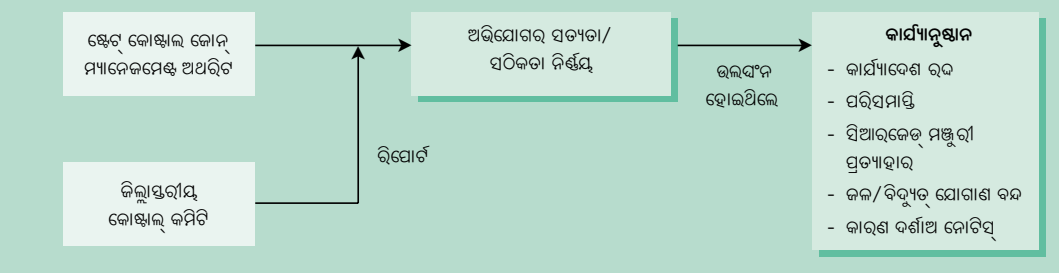 ଷ୍ଟେଟ୍ କୋଷ୍ଟାଲ ଜୋନ୍
ମ୍ୟାନେଜମେଣ୍ଟ ଅଥରିଟି
ଜିଲ୍ଲାସ୍ତରୀୟ
କୋଷ୍ଟାଲ୍ କମିଟି
ରିପୋର୍ଟ
ଅଭିଯୋଗର ସତ୍ୟତା/
ସଠିକତା ନିର୍ଣ୍ଣୟ
ଉଲଙ୍ଘନ
ହୋଇଥିଲେ
କାର୍ଯ୍ୟାନୁଷ୍ଠାନ
- କାର୍ଯ୍ୟାଦେଶ ରଦ୍ଦ
- ପରିସମାପ୍ତି
- ସିଆରଜେଡ୍ ମଞ୍ଜୁରୀ
ପ୍ରତ୍ୟାହାର
- ଜଳ/ବିଦ୍ୟୁତ୍ ଯୋଗାଣ ବନ୍ଦ
- କାରଣ ଦର୍ଶାଅ ନୋଟିସ୍